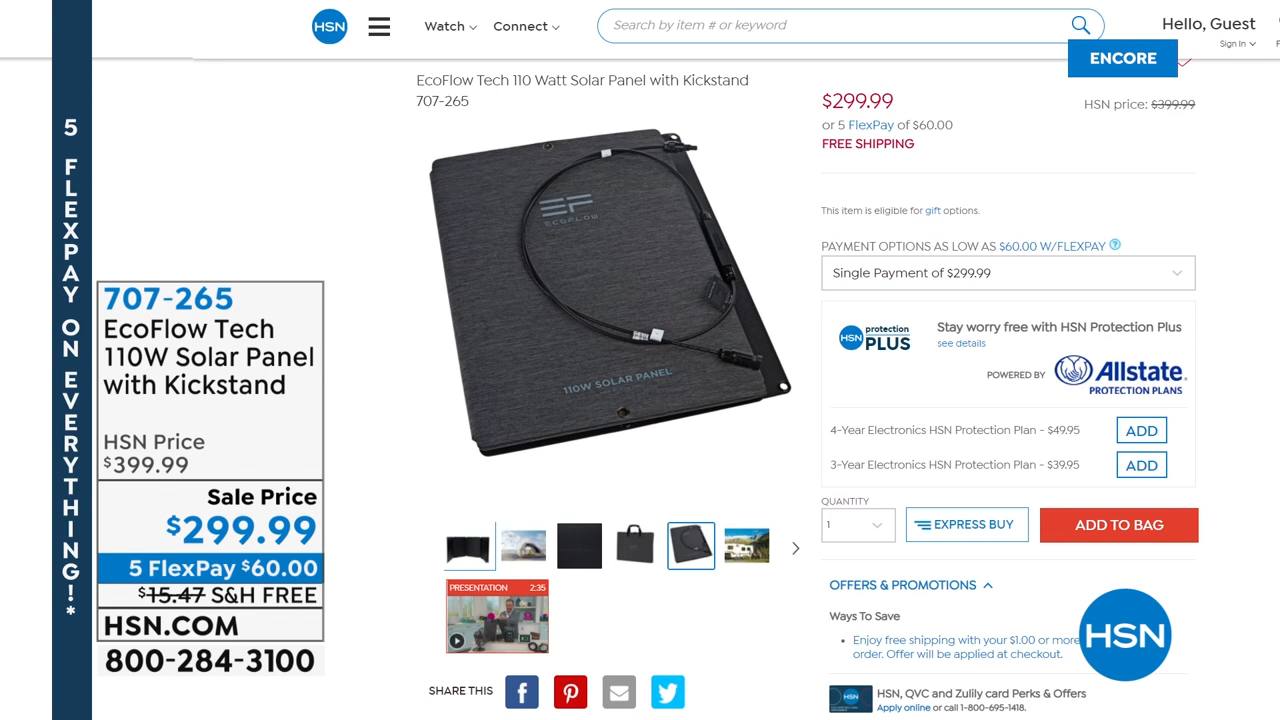 HSN
Watch
Connect
Search by item # or keyword
Hello, Guest
Sign In
ENCORE
5 FLEXPAY ON EVERYTHING!*
707-265
EcoFlow Tech
110W Solar Panel
with Kickstand
HSN Price
$399.99
Sale Price
$299.99
5 FlexPay $60.00
$15.47 S&H FREE
HSN.COM
800-284-3100
EcoFlow Tech 110 Watt Solar Panel with Kickstand
707-265
EF
ECOFLOW
110W SOLAR PANEL
PRESENTATION 2:35
SHARE THIS
$299.99
HSN price: $399.99
or 5 FlexPay of $60.00
FREE SHIPPING
This item is eligible for gift options.
PAYMENT OPTIONS AS LOW AS $60.00 W/FLEXPAY ?
Single Payment of $299.99
HSN protection PLUS
Stay worry free with HSN Protection Plus
see details
POWERED BY Allstate
PROTECTION PLANS
4-Year Electronics HSN Protection Plan - $49.95 ADD
3-Year Electronics HSN Protection Plan - $39.95 ADD
QUANTITY
1
EXPRESS BUY
ADD TO BAG
OFFERS & PROMOTIONS
Ways To Save
• Enjoy free shipping with your $1.00 or more
order. Offer will be applied at checkout.
HSN
HSN, QVC and Zulily card Perks & Offers
Apply online or call 1-800-695-1418.